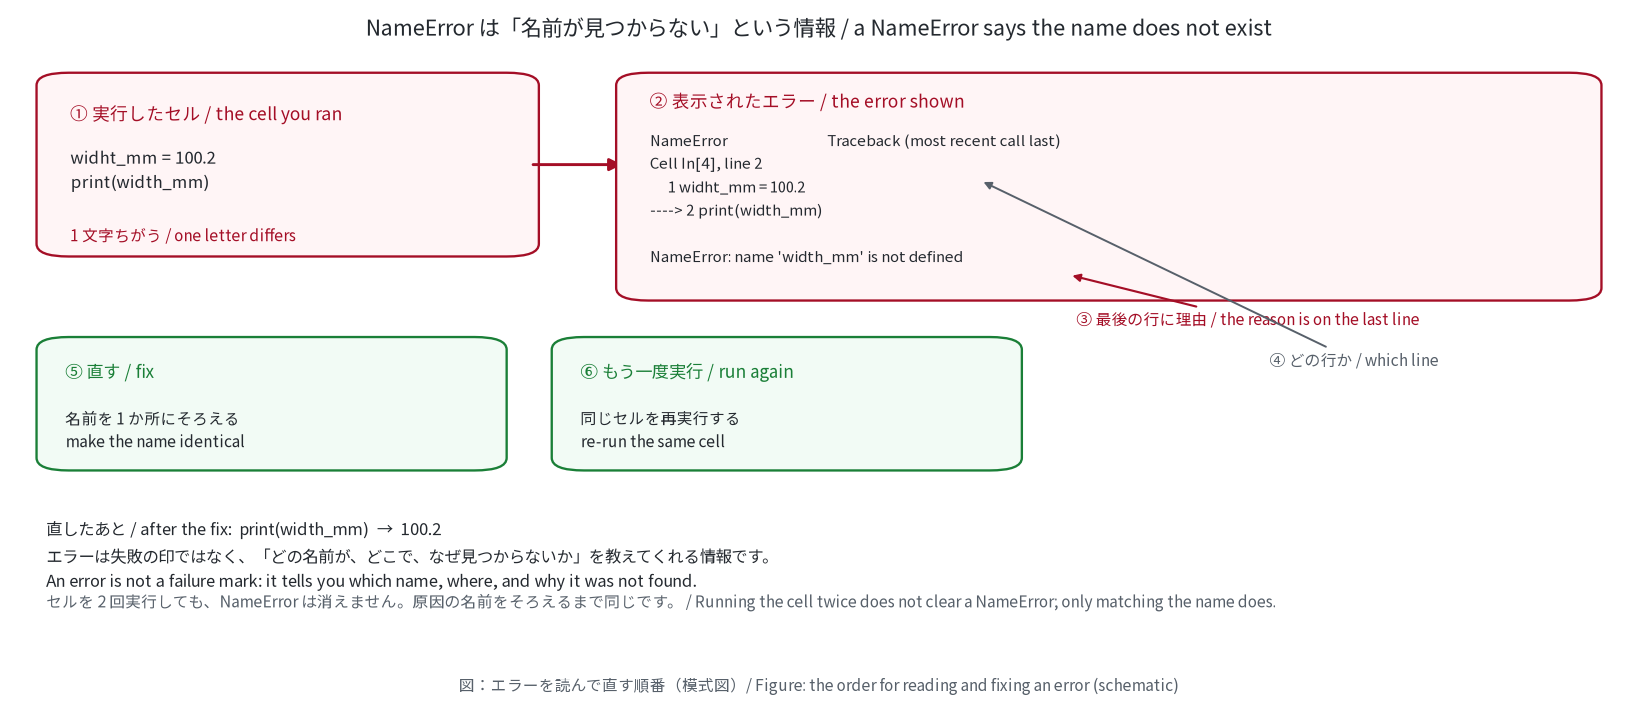 NameError は「名前が見つからない」という情報 / a NameError says the name does not exist
① 実行したセル / the cell you ran
widht_mm = 100.2
print(width_mm)
1 文字ちがう / one letter differs
② 表示されたエラー / the error shown
NameError Traceback (most recent call last)
Cell In[4], line 2
1 widht_mm = 100.2
----> 2 print(width_mm)
NameError: name 'width_mm' is not defined
③ 最後の行に理由 / the reason is on the last line
④ どの行か / which line
⑤ 直す / fix
名前を 1 か所にそろえる
make the name identical
⑥ もう一度実行 / run again
同じセルを再実行する
re-run the same cell
直したあと / after the fix: print(width_mm) → 100.2
エラーは失敗の印ではなく、「どの名前が、どこで、なぜ見つからないか」を教えてくれる情報です。
An error is not a failure mark: it tells you which name, where, and why it was not found.
セルを 2 回実行しても、NameError は消えません。原因の名前をそろえるまで同じです。 / Running the cell twice does not clear a NameError; only matching the name does.
図：エラーを読んで直す順番（模式図）/ Figure: the order for reading and fixing an error (schematic)